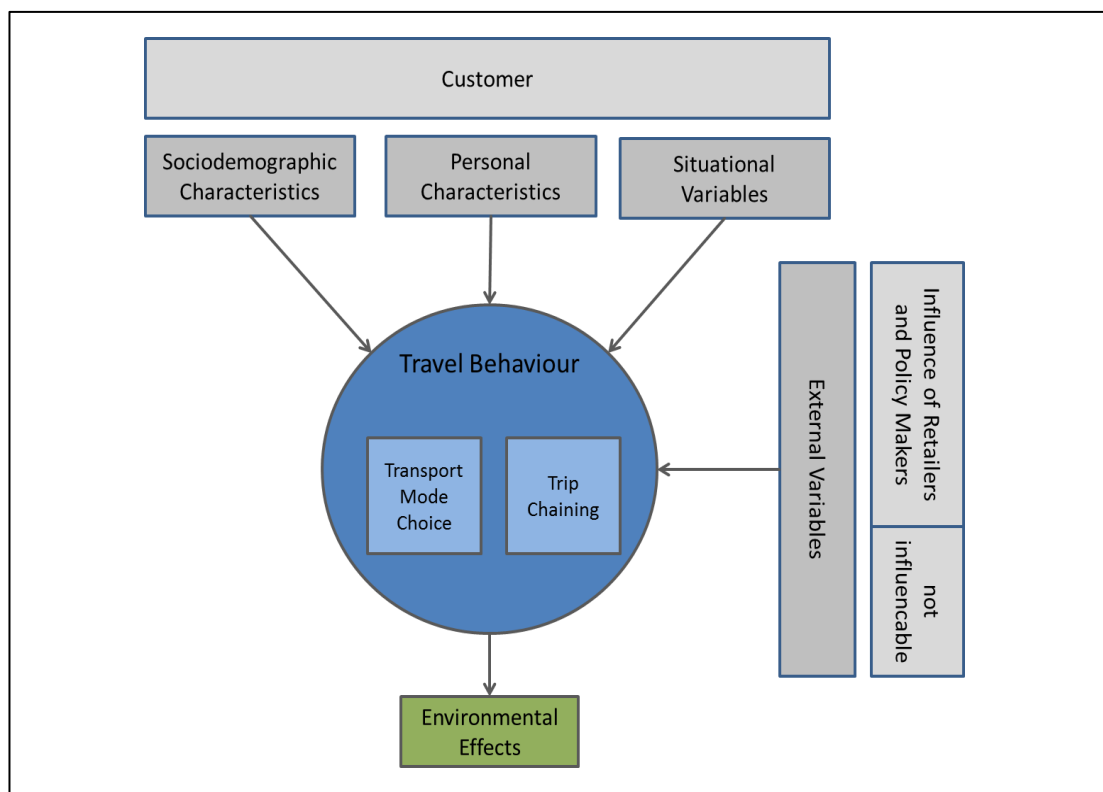 Customer
Sociodemographic
Characteristics
Personal
Characteristics
Situational
Variables
Travel Behaviour
Transport
Mode
Choice
Trip
Chaining
External Variables
Influence of Retailers
and Policy Makers
not
influencable
Environmental
Effects